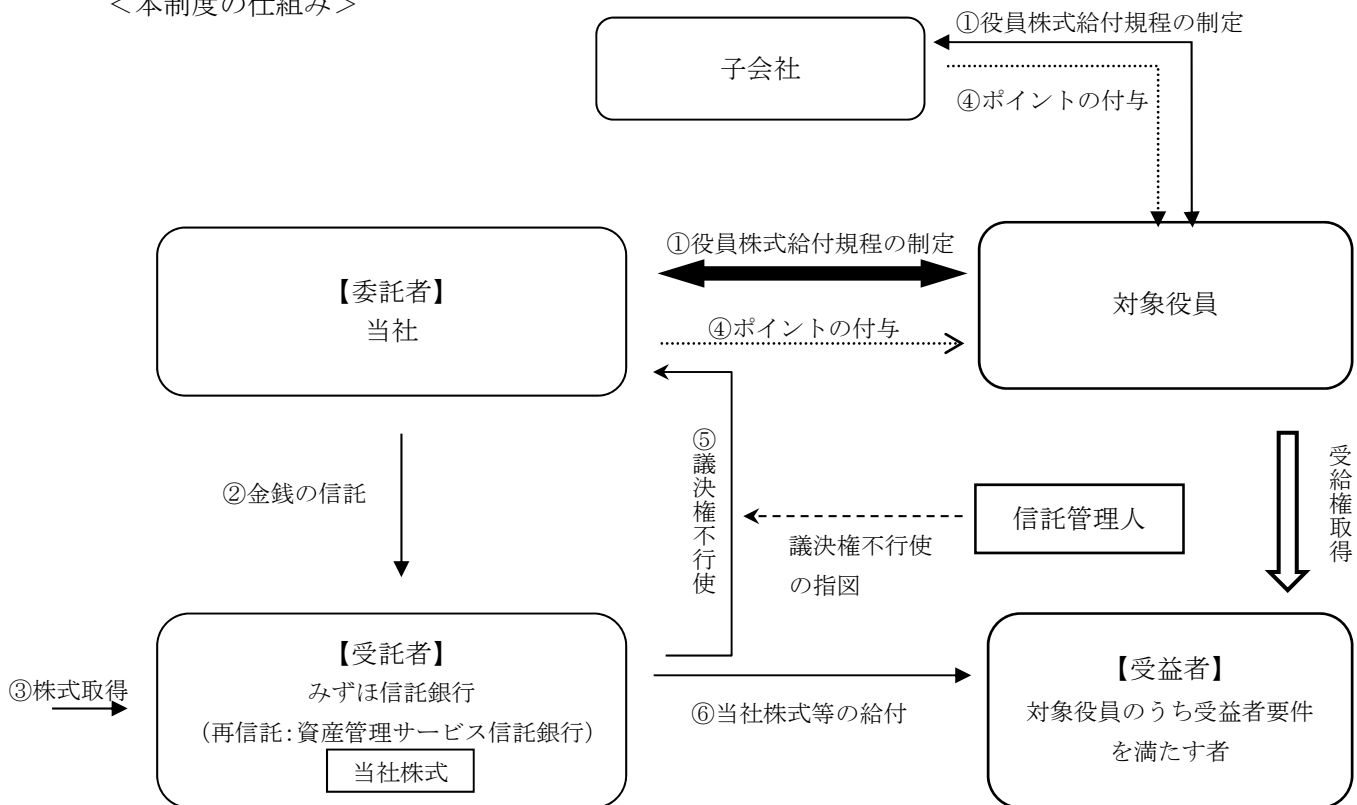 ＜本制度の仕組み＞
①役員株式給付規程の制定
子会社
④ポイントの付与
①役員株式給付規程の制定
【委託者】
当社
対象役員
④ポイントの付与
②金銭の信託
⑤議決権不行使
信託管理人
議決権不行使
の指図
受給権取得
【受託者】
みずほ信託銀行
（再信託：資産管理サービス信託銀行）
当社株式
③株式取得
⑥当社株式等の給付
【受益者】
対象役員のうち受益者要件
を満たす者